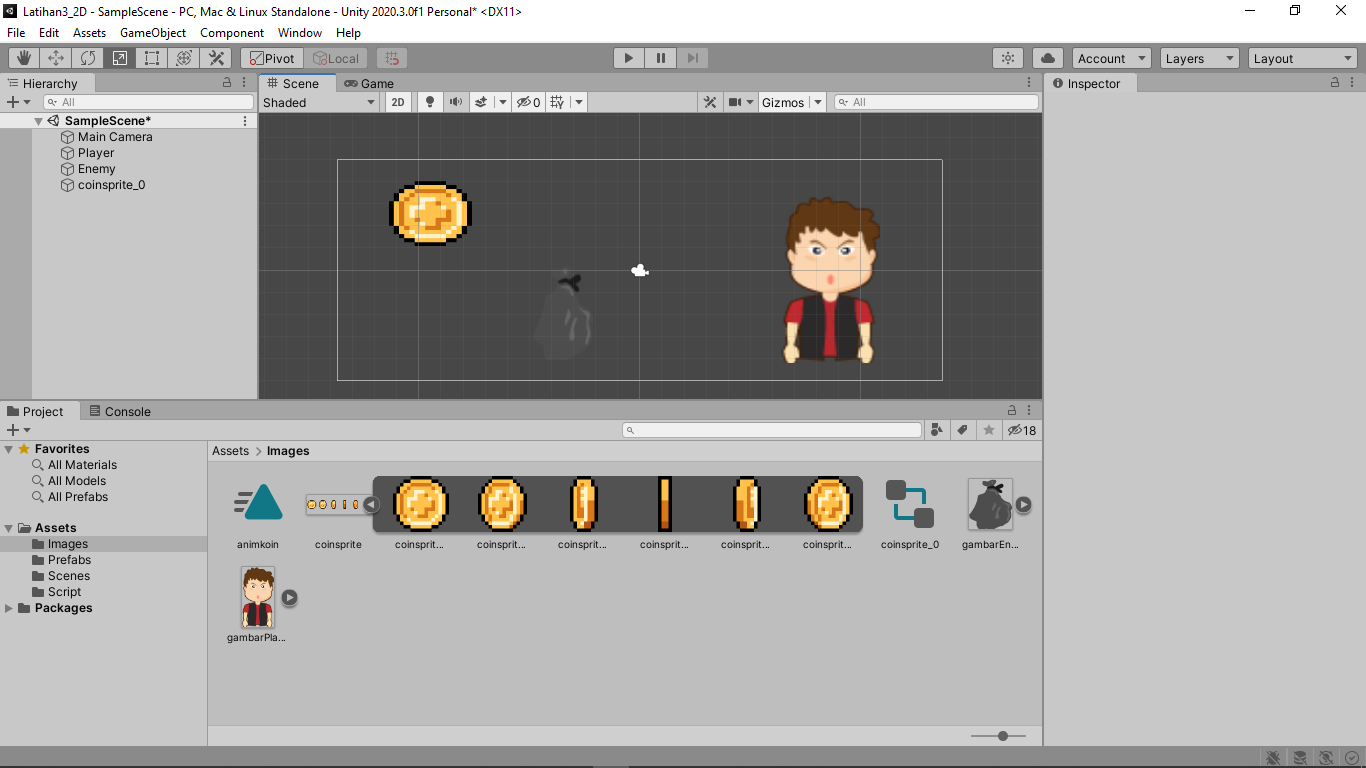 Latihan3_2D - SampleScene - PC, Mac & Linux Standalone - Unity 2020.3.0f1 Personal* <DX11>
File Edit Assets GameObject Component Window Help
Pivot Local Account Layers Layout
Hierarchy
All
SampleScene*
Main Camera
Player
Enemy
coinsprite_0
Scene Game
Shaded 2D 0 Gizmos All
Inspector
Project Console
18
Favorites
All Materials
All Models
All Prefabs
Assets
Images
Prefabs
Scenes
Script
Packages
Assets > Images
animkoin coinsprite coinsprit... coinsprit... coinsprit... coinsprit... coinsprit... coinsprit... coinsprite_0 gambarEn...
gambarPla...